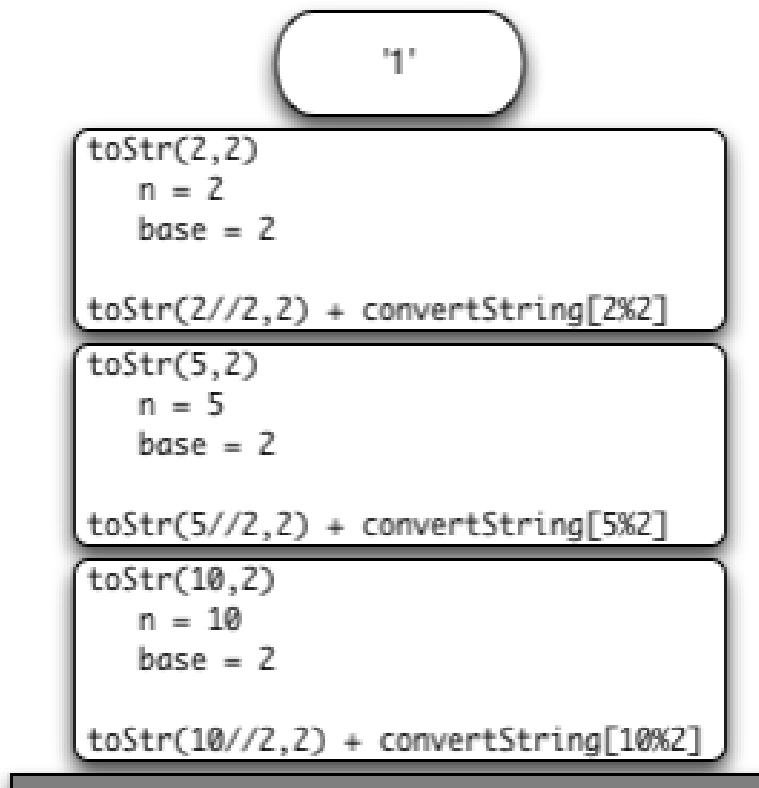 '1'
toStr(2,2)
n = 2
base = 2
toStr(2//2,2) + convertString[2%2]
toStr(5,2)
n = 5
base = 2
toStr(5//2,2) + convertString[5%2]
toStr(10,2)
n = 10
base = 2
toStr(10//2,2) + convertString[10%2]